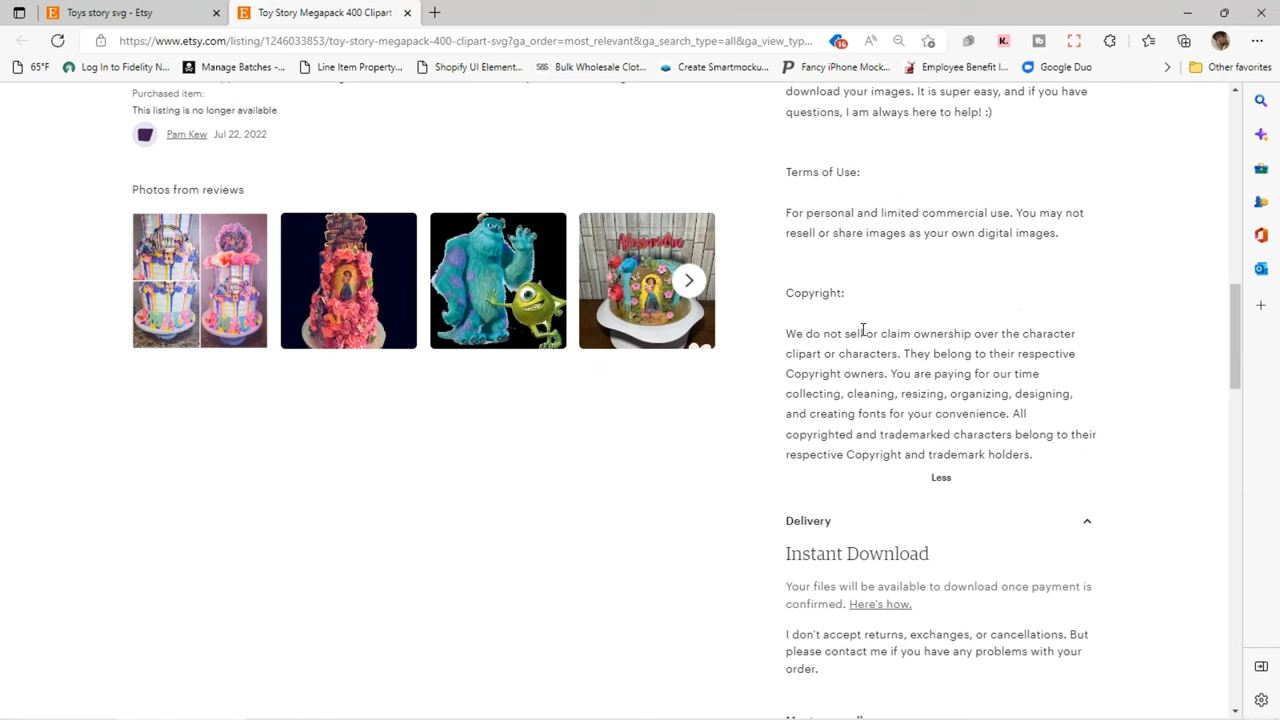 Toys story svg - Etsy
Toy Story Megapack 400 Clipart
https://www.etsy.com/listing/1246033853/toy-story-megapack-400-clipart-svg?ga_order=most_relevant&ga_search_type=all&ga_view_typ...
16
K.
65°F
Log In to Fidelity N...
Manage Batches -...
Line Item Property...
Shopify UI Element...
Bulk Wholesale Clot...
Create Smartmocku...
Fancy iPhone Mock...
Employee Benefit I...
Google Duo
Other favorites
Purchased item:
This listing is no longer available
Pam Kew Jul 22, 2022
Photos from reviews
download your images. It is super easy, and if you have
questions, I am always here to help! :)
Terms of Use:
For personal and limited commercial use. You may not
resell or share images as your own digital images.
Copyright:
We do not sell or claim ownership over the character
clipart or characters. They belong to their respective
Copyright owners. You are paying for our time
collecting, cleaning, resizing, organizing, designing,
and creating fonts for your convenience. All
copyrighted and trademarked characters belong to their
respective Copyright and trademark holders.
Less
Delivery
Instant Download
Your files will be available to download once payment is
confirmed. Here's how.
I don't accept returns, exchanges, or cancellations. But
please contact me if you have any problems with your
order.